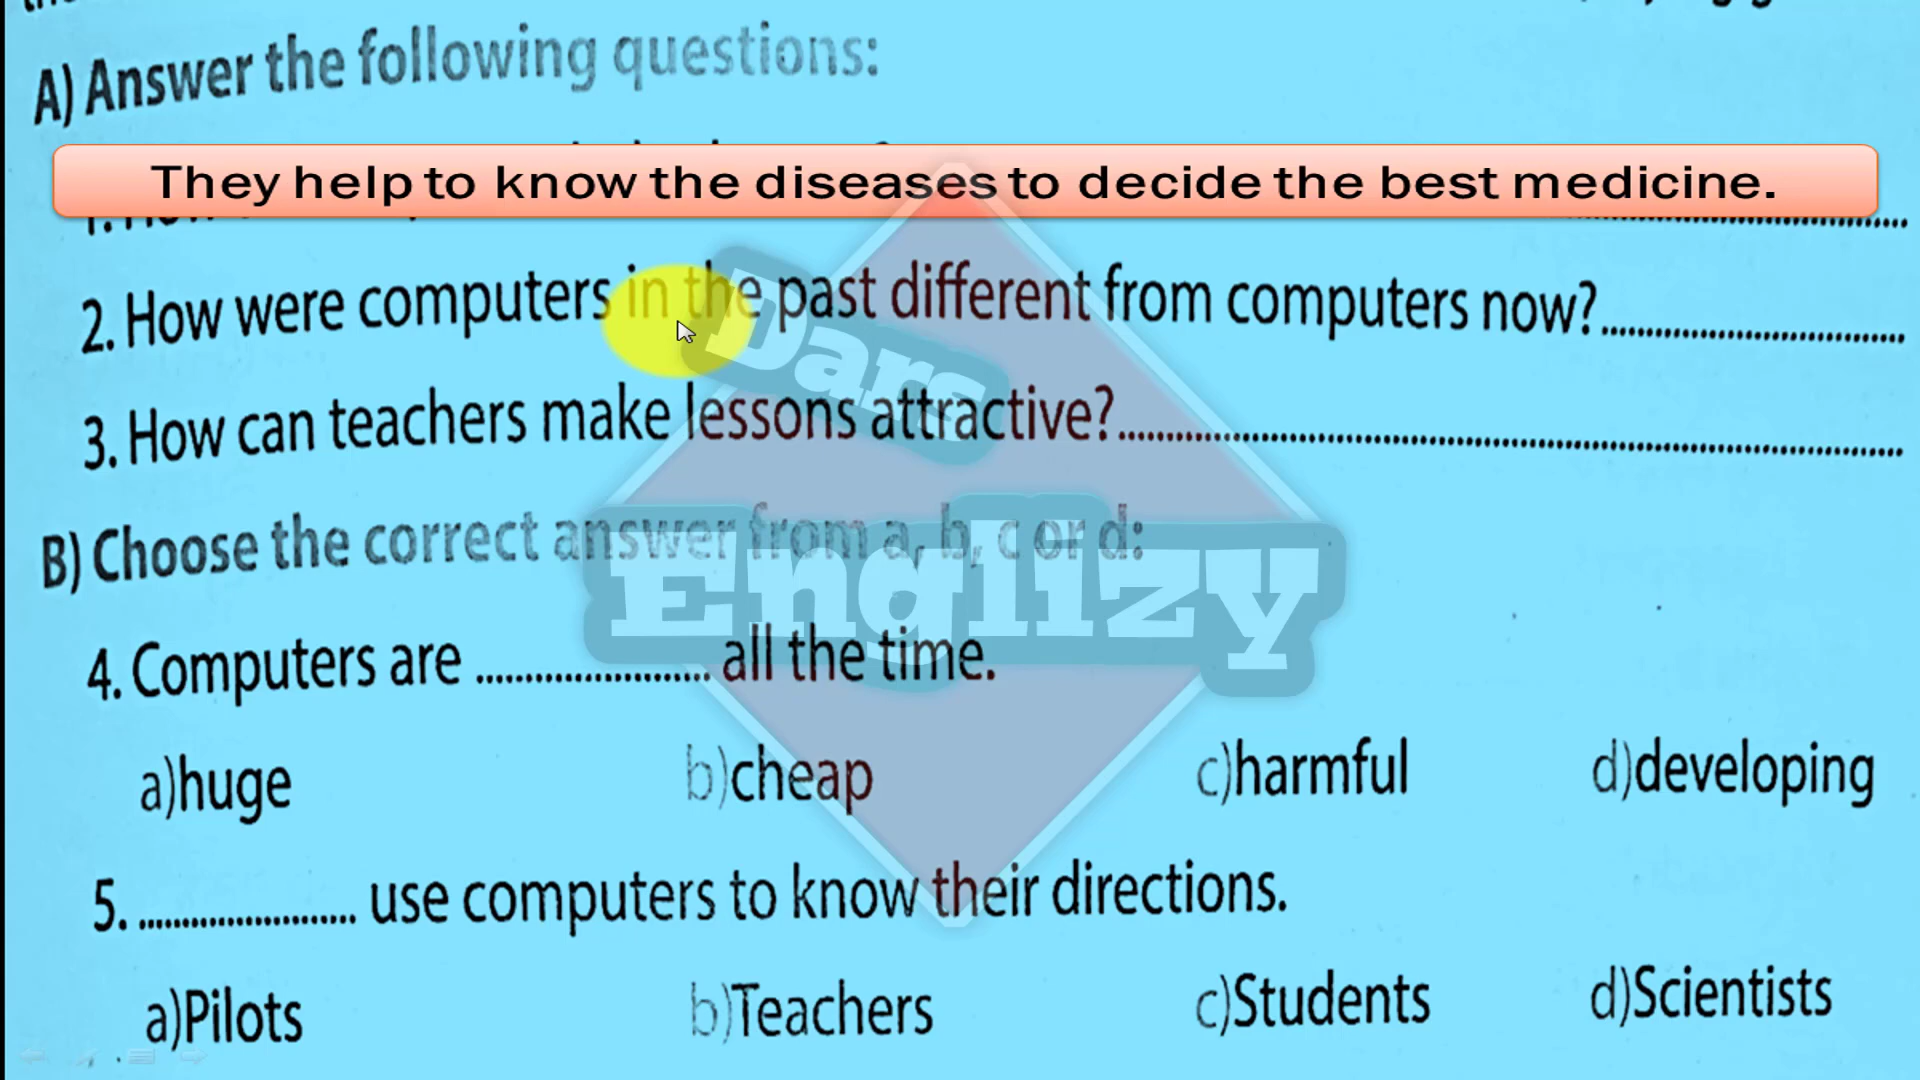 A) Answer the following questions:
They help to know the diseases to decide the best medicine.
2. How were computers in the past different from computers now?..............................
3. How can teachers make lessons attractive?..............................
B) Choose the correct answer from a, b, c or d:
4. Computers are ........................ all the time.
a)huge b)cheap c)harmful d)developing
5. ...................... use computers to know their directions.
a)Pilots b)Teachers c)Students d)Scientists
Dars
Englizy